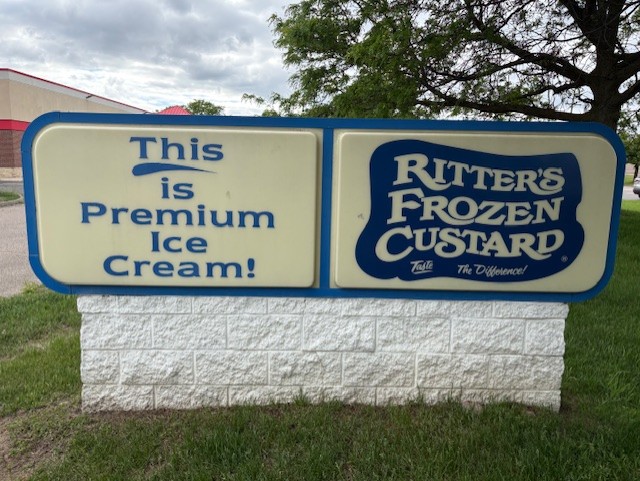 This
is
Premium
Ice
Cream!
RITTER'S
FROZEN
CUSTARD
Taste The Difference!
®